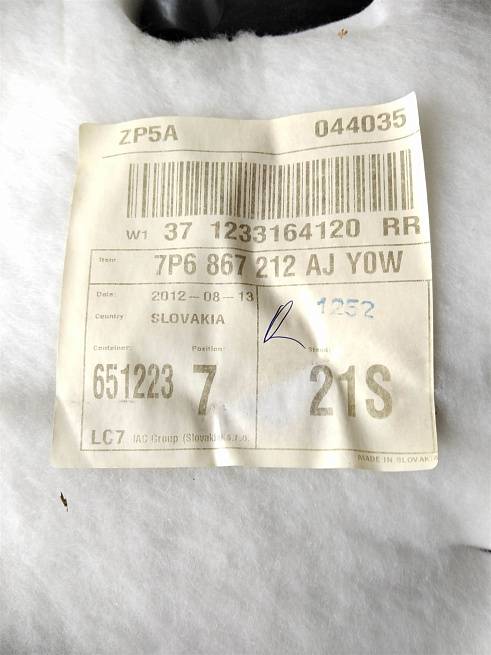 ZP5A 044035
W1 37 1233164120 RR
Item: 7P6 867 212 AJ Y0W
Date: 2012-08-13
1252
Country SLOVAKIA
Container: Position:
651223 7 21S
LC7 IAC Group (Slovakia) s.r.o.
MADE IN SLOVAKIA